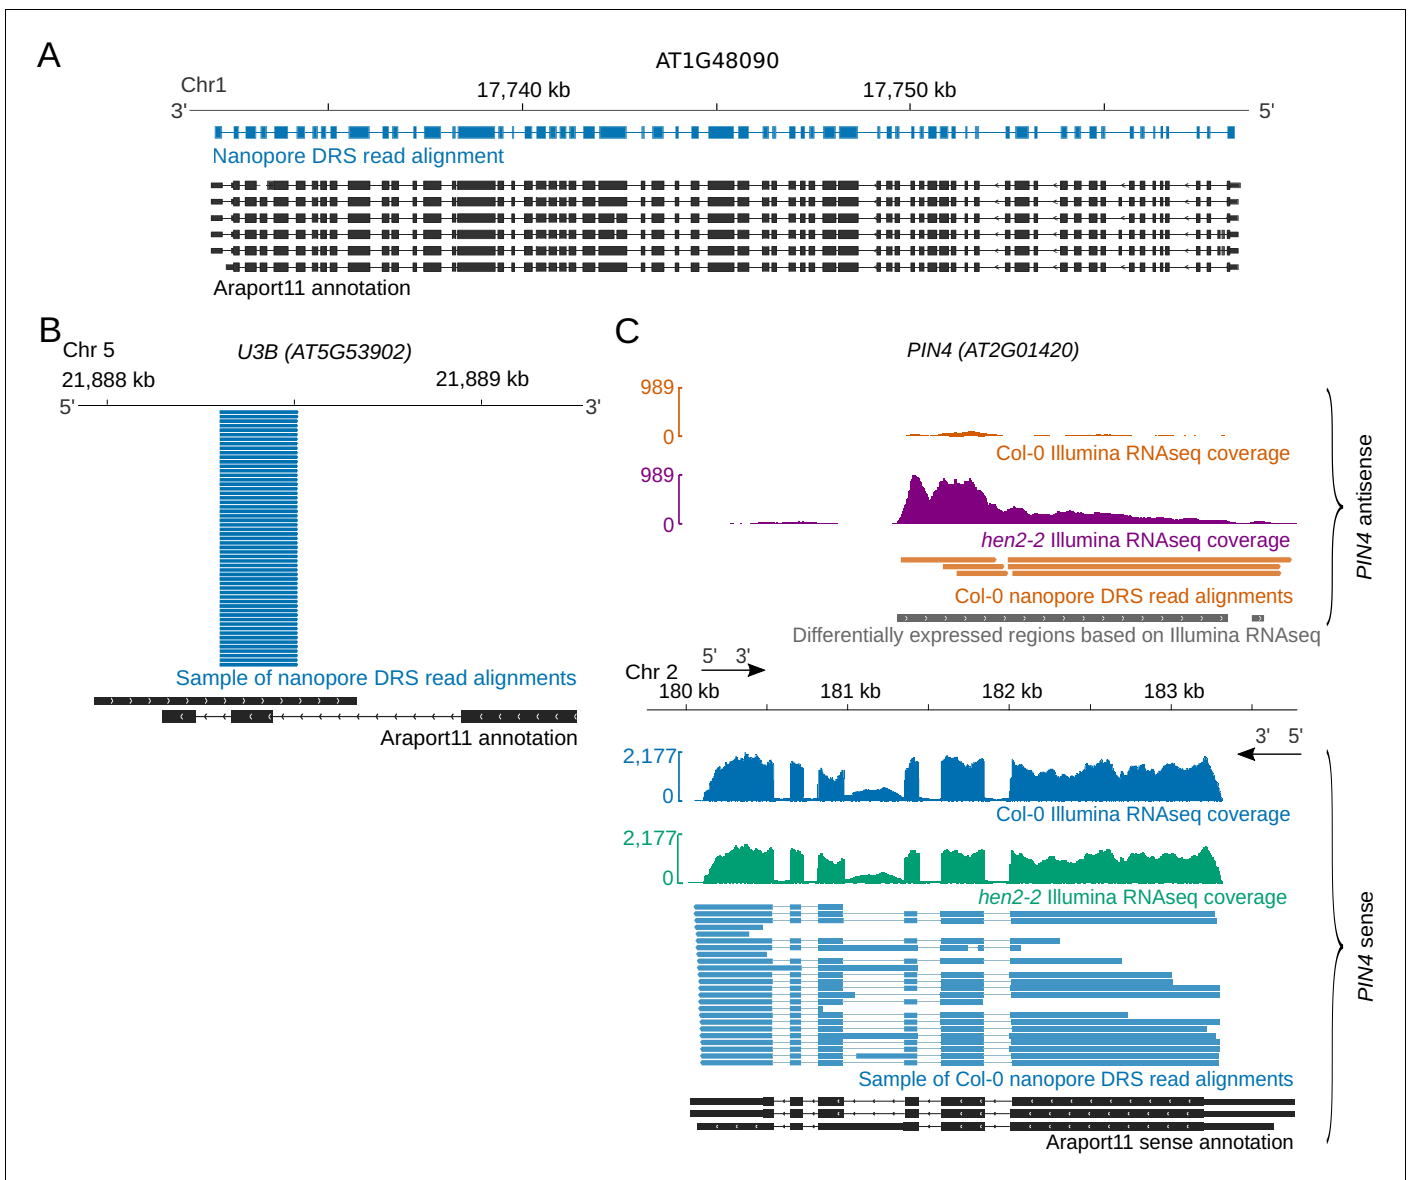 A
AT1G48090
Chr1
17,740 kb
17,750 kb
3'
5'
Nanopore DRS read alignment
Araport11 annotation
B
Chr 5
U3B (AT5G53902)
21,888 kb
21,889 kb
5'
3'
Sample of nanopore DRS read alignments
Araport11 annotation
C
PIN4 (AT2G01420)
989
0
Col-0 Illumina RNAseq coverage
989
0
hen2-2 Illumina RNAseq coverage
Col-0 nanopore DRS read alignments
Differentially expressed regions based on Illumina RNAseq
PIN4 antisense
5' 3'
Chr 2
180 kb
181 kb
182 kb
183 kb
3' 5'
2,177
0
Col-0 Illumina RNAseq coverage
2,177
0
hen2-2 Illumina RNAseq coverage
Sample of Col-0 nanopore DRS read alignments
Araport11 sense annotation
PIN4 sense